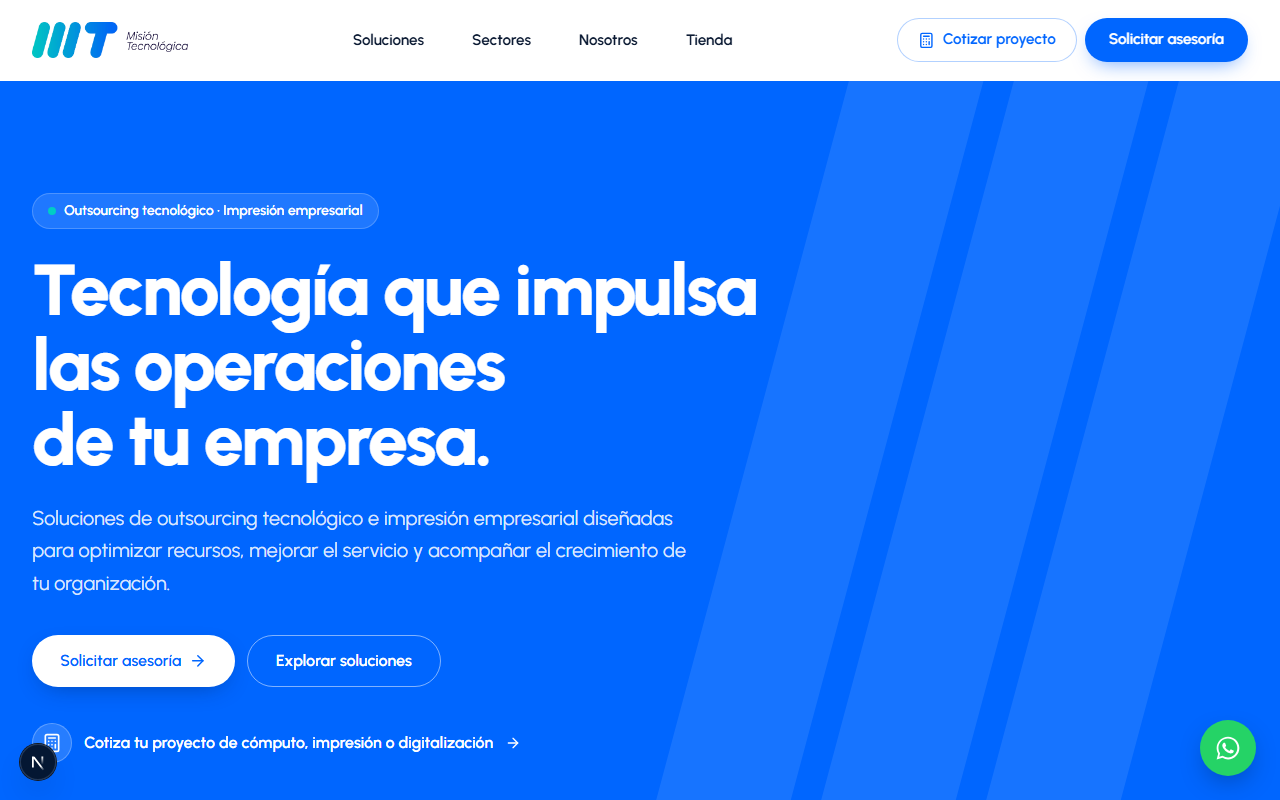 MT Misión
Tecnológica
Soluciones
Sectores
Nosotros
Tienda
Cotizar proyecto
Solicitar asesoría
Outsourcing tecnológico · Impresión empresarial
Tecnología que impulsa
las operaciones
de tu empresa.
Soluciones de outsourcing tecnológico e impresión empresarial diseñadas
para optimizar recursos, mejorar el servicio y acompañar el crecimiento de
tu organización.
Solicitar asesoría
Explorar soluciones
Cotiza tu proyecto de cómputo, impresión o digitalización
N